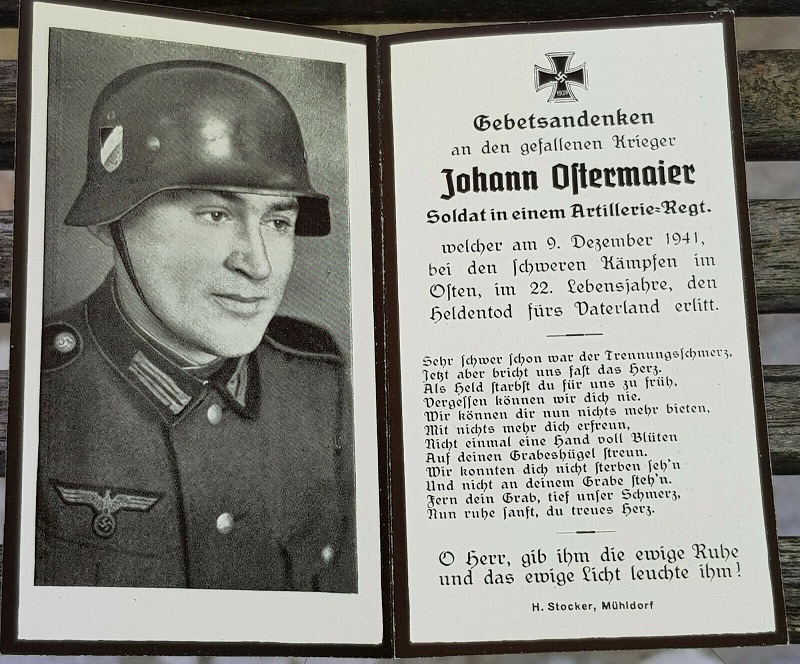 1939
Gebetsandenken
an den gefallenen Krieger
Johann Ostermaier
Soldat in einem Artillerie-Regt.
welcher am 9. Dezember 1941,
bei den schweren Kämpfen im
Osten, im 22. Lebensjahre, den
Heldentod fürs Vaterland erlitt.
Sehr schwer schon war der Trennungsschmerz,
Jetzt aber bricht uns fast das Herz.
Als Held starbst du für uns zu früh,
Vergessen können wir dich nie.
Wir können dir nun nichts mehr bieten,
Mit nichts mehr dich erfreun,
Nicht einmal eine Hand voll Blüten
Auf deinen Grabeshügel streun.
Wir konnten dich nicht sterben seh'n
Und nicht an deinem Grabe steh'n.
Fern dein Grab, tief unser Schmerz,
Nun ruhe sanft, du treues Herz.
O Herr, gib ihm die ewige Ruhe
und das ewige Licht leuchte ihm!
H. Stocker, Mühldorf